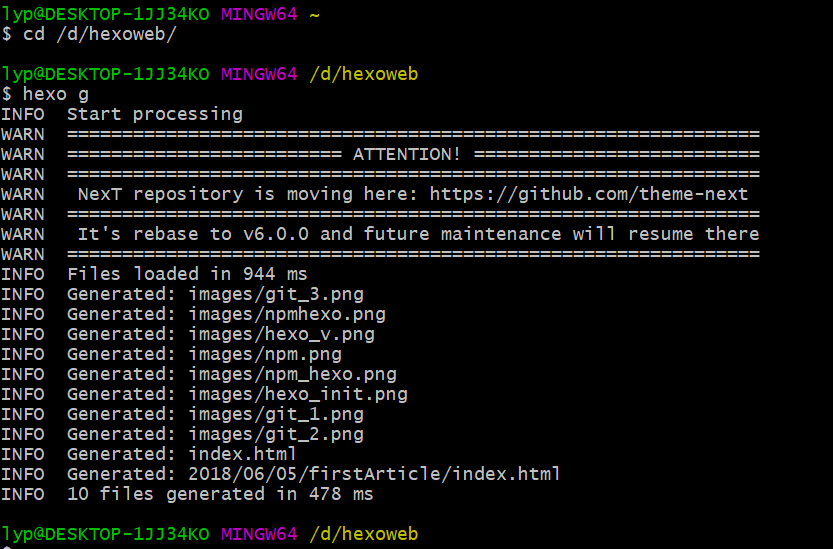 lyp@DESKTOP-1JJ34KO MINGW64 ~
$ cd /d/hexoweb/
lyp@DESKTOP-1JJ34KO MINGW64 /d/hexoweb
$ hexo g
INFO  Start processing
WARN  ===============================================================
WARN  ========================= ATTENTION! ==========================
WARN  ===============================================================
WARN   NexT repository is moving here: https://github.com/theme-next
WARN  ===============================================================
WARN   It's rebase to v6.0.0 and future maintenance will resume there
WARN  ===============================================================
INFO  Files loaded in 944 ms
INFO  Generated: images/git_3.png
INFO  Generated: images/npmhexo.png
INFO  Generated: images/hexo_v.png
INFO  Generated: images/npm.png
INFO  Generated: images/npm_hexo.png
INFO  Generated: images/hexo_init.png
INFO  Generated: images/git_1.png
INFO  Generated: images/git_2.png
INFO  Generated: index.html
INFO  Generated: 2018/06/05/firstArticle/index.html
INFO  10 files generated in 478 ms
lyp@DESKTOP-1JJ34KO MINGW64 /d/hexoweb